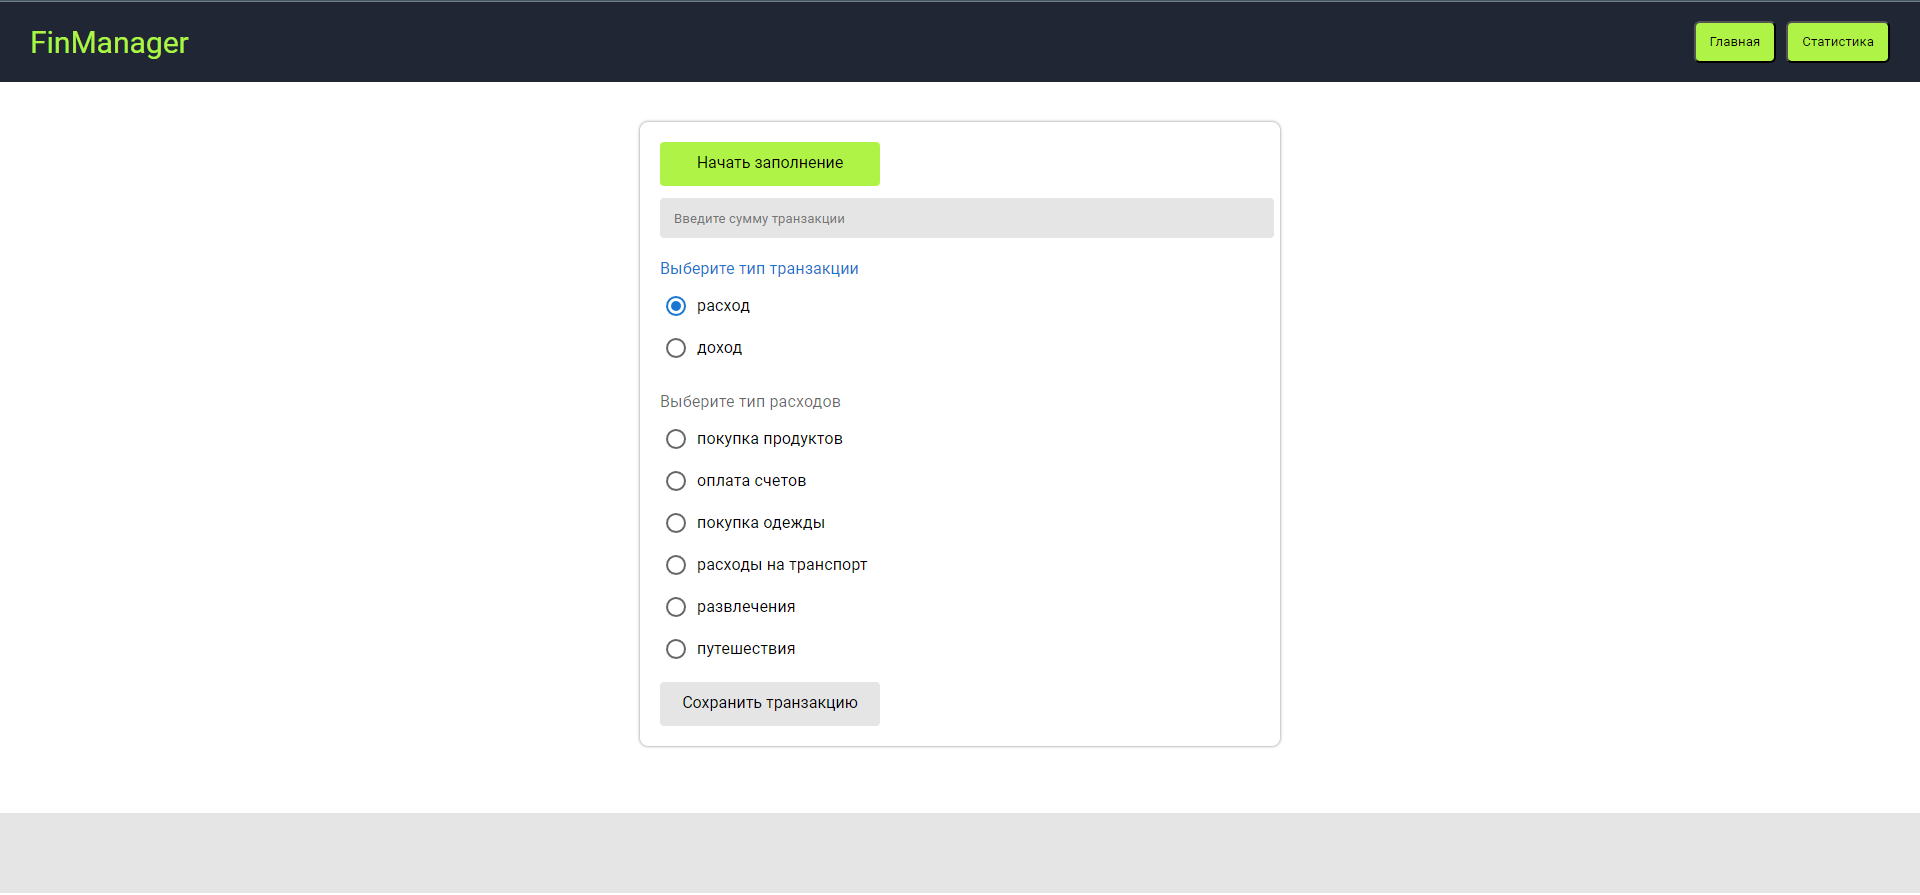 FinManager
Главная
Статистика
Начать заполнение
Введите сумму транзакции
Выберите тип транзакции
расход
доход
Выберите тип расходов
покупка продуктов
оплата счетов
покупка одежды
расходы на транспорт
развлечения
путешествия
Сохранить транзакцию